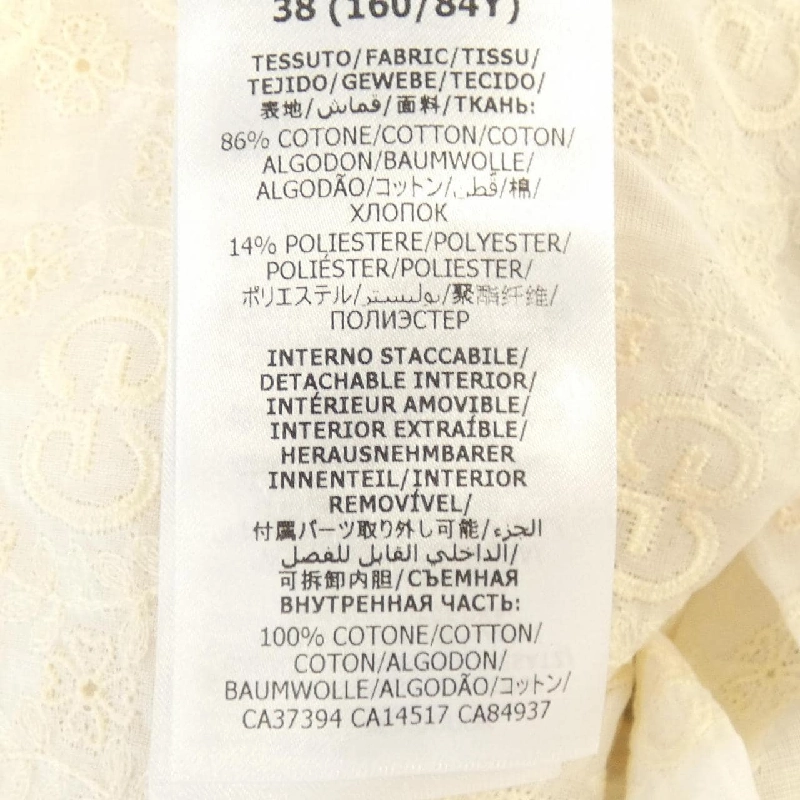 38 (160/84Y)
TESSUTO/FABRIC/TISSU/
TEJIDO/GEWEBE/TECIDO/
表地/قماش/面料/ТКАНЬ:
86% COTONE/COTTON/COTON/
ALGODON/BAUMWOLLE/
ALGODÃO/コットン/قطن/棉/
ХЛОПОК
14% POLIESTERE/POLYESTER/
POLIÉSTER/POLIESTER/
ポリエステル/بوليستر/聚酯纤维/
ПОЛИЭСТЕР
INTERNO STACCABILE/
DETACHABLE INTERIOR/
INTÉRIEUR AMOVIBLE/
INTERIOR EXTRAÍBLE/
HERAUSNEHMBARER
INNENTEIL/INTERIOR
REMOVÍVEL/
付属パーツ取り外し可能/الجزء
الداخلي القابل للفصل/
可拆卸内胆/СЪЕМНАЯ
ВНУТРЕННАЯ ЧАСТЬ:
100% COTONE/COTTON/
COTON/ALGODON/
BAUMWOLLE/ALGODÃO/コットン/
CA37394 CA14517 CA84937